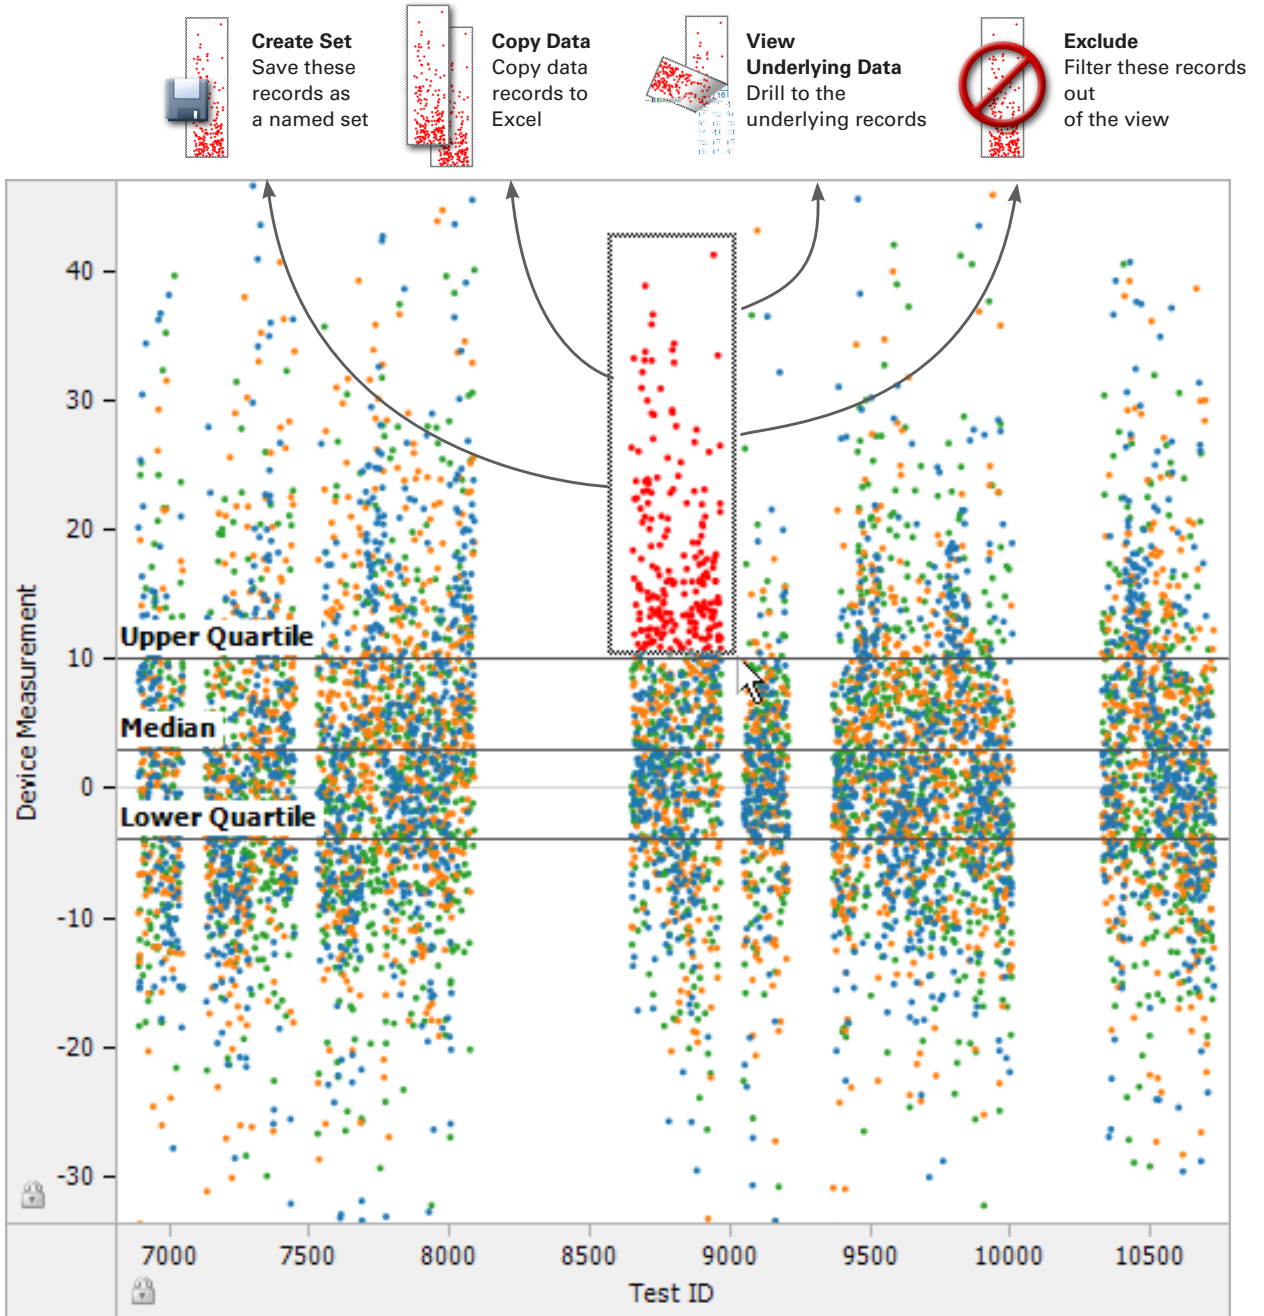 Create Set
Save these
records as
a named set
Copy Data
Copy data
records to
Excel
View
Underlying Data
Drill to the
underlying records
Exclude
Filter these records
out
of the view
40
30
20
10
0
-10
-20
-30
Device Measurement
Upper Quartile
Median
Lower Quartile
7000
7500
8000
8500
9000
9500
10000
10500
Test ID